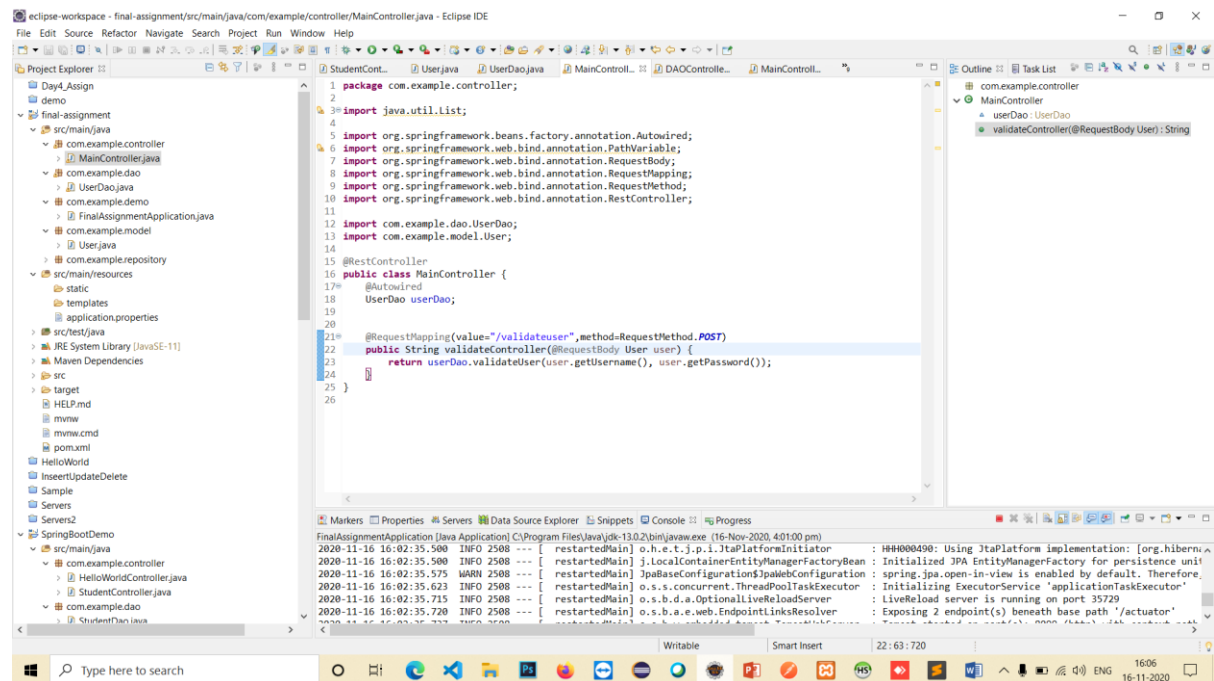 eclipse-workspace - final-assignment/src/main/java/com/example/controller/MainController.java - Eclipse IDE
File Edit Source Refactor Navigate Search Project Run Window Help
Project Explorer
StudentCont... User.java UserDao.java MainControll... DAOControlle... MainControll...
Outline Task List
Day4_Assign
demo
final-assignment
src/main/java
com.example.controller
MainController.java
com.example.dao
UserDao.java
com.example.demo
FinalAssignmentApplication.java
com.example.model
User.java
com.example.repository
src/main/resources
static
templates
application.properties
src/test/java
JRE System Library [JavaSE-11]
Maven Dependencies
src
target
HELP.md
mvnw
mvnw.cmd
pom.xml
HelloWorld
InseertUpdateDelete
Sample
Servers
Servers2
SpringBootDemo
src/main/java
com.example.controller
HelloWorldController.java
StudentController.java
com.example.dao
StudentDao.java
1 package com.example.controller;
2
3 import java.util.List;
4
5 import org.springframework.beans.factory.annotation.Autowired;
6 import org.springframework.web.bind.annotation.PathVariable;
7 import org.springframework.web.bind.annotation.RequestBody;
8 import org.springframework.web.bind.annotation.RequestMapping;
9 import org.springframework.web.bind.annotation.RequestMethod;
10 import org.springframework.web.bind.annotation.RestController;
11
12 import com.example.dao.UserDao;
13 import com.example.model.User;
14
15 @RestController
16 public class MainController {
17 @Autowired
18 UserDao userDao;
19
20
21 @RequestMapping(value="/validateuser",method=RequestMethod.POST)
22 public String validateController(@RequestBody User user) {
23 return userDao.validateUser(user.getUsername(), user.getPassword());
24 }
25 }
26
com.example.controller
MainController
userDao : UserDao
validateController(@RequestBody User) : String
Markers Properties Servers Data Source Explorer Snippets Console Progress
FinalAssignmentApplication [Java Application] C:\Program Files\Java\jdk-13.0.2\bin\javaw.exe (16-Nov-2020, 4:01:00 pm)
2020-11-16 16:02:35.500 INFO 2508 --- [ restartedMain] o.h.e.t.j.p.i.JtaPlatformInitiator : HHH000490: Using JtaPlatform implementation: [org.hiberna
2020-11-16 16:02:35.500 INFO 2508 --- [ restartedMain] j.LocalContainerEntityManagerFactoryBean : Initialized JPA EntityManagerFactory for persistence unit
2020-11-16 16:02:35.575 WARN 2508 --- [ restartedMain] JpaBaseConfiguration$JpaWebConfiguration : spring.jpa.open-in-view is enabled by default. Therefore,
2020-11-16 16:02:35.623 INFO 2508 --- [ restartedMain] o.s.s.concurrent.ThreadPoolTaskExecutor : Initializing ExecutorService 'applicationTaskExecutor'
2020-11-16 16:02:35.715 INFO 2508 --- [ restartedMain] o.s.b.d.a.OptionalLiveReloadServer : LiveReload server is running on port 35729
2020-11-16 16:02:35.720 INFO 2508 --- [ restartedMain] o.s.b.a.e.web.EndpointLinksResolver : Exposing 2 endpoint(s) beneath base path '/actuator'
Writable Smart Insert 22 : 63 : 720
Type here to search
ENG
16:06
16-11-2020